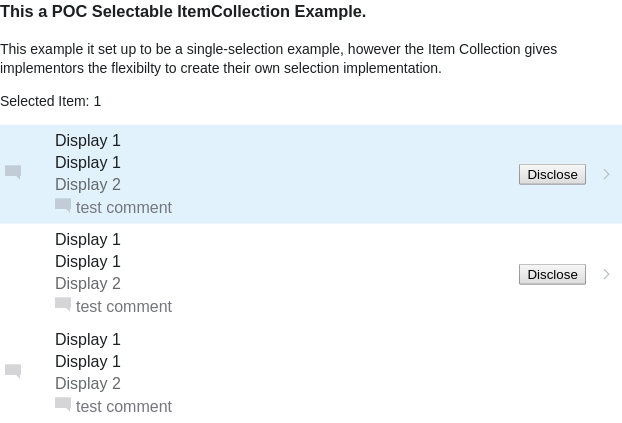 This a POC Selectable ItemCollection Example.
This example it set up to be a single-selection example, however the Item Collection gives
implementors the flexibilty to create their own selection implementation.
Selected Item: 1
Display 1
Display 1
Display 2
test comment
Disclose
Display 1
Display 1
Display 2
test comment
Disclose
Display 1
Display 1
Display 2
test comment